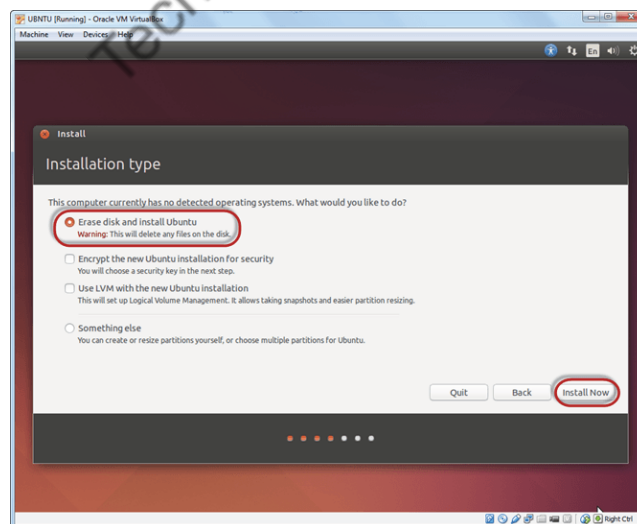 UBNTU [Running] - Oracle VM VirtualBox
Machine View Devices Help
En
Install
Installation type
This computer currently has no detected operating systems. What would you like to do?
Erase disk and install Ubuntu
Warning: This will delete any files on the disk.
Encrypt the new Ubuntu installation for security
You will choose a security key in the next step.
Use LVM with the new Ubuntu installation
This will set up Logical Volume Management. It allows taking snapshots and easier partition resizing.
Something else
You can create or resize partitions yourself, or choose multiple partitions for Ubuntu.
Quit Back Install Now
Right Ctrl